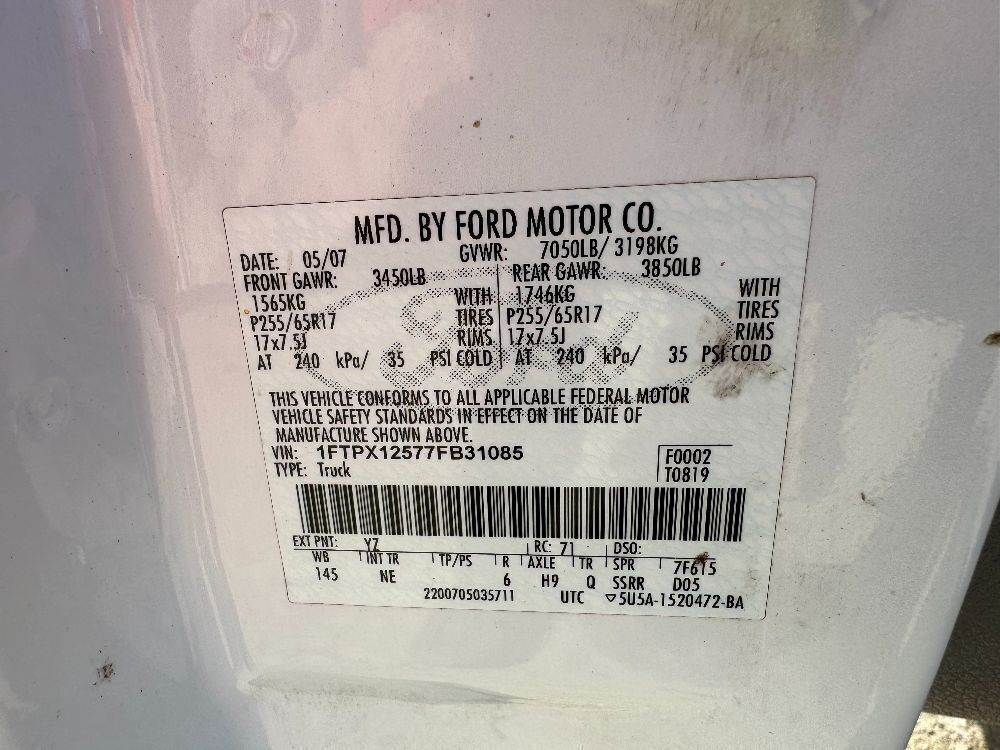 MFD. BY FORD MOTOR CO.
DATE: 05/07 GVWR: 7050LB/ 3198KG
FRONT GAWR: 3450LB REAR GAWR: 3850LB
1565KG WITH 1746KG WITH
P255/65R17 TIRES P255/65R17 TIRES
17x7.5J RIMS 17x7.5J RIMS
AT 240 kPa/ 35 PSI COLD AT 240 kPa/ 35 PSI COLD
THIS VEHICLE CONFORMS TO ALL APPLICABLE FEDERAL MOTOR
VEHICLE SAFETY STANDARDS IN EFFECT ON THE DATE OF
MANUFACTURE SHOWN ABOVE.
VIN: 1FTPX12577FB31085 F0002
TYPE: Truck T0819
EXT PNT: YZ RC: 71 DSO:
WB INT TR TP/PS R AXLE TR SPR 7F615
145 NE 6 H9 Q SSRR D05
2200705035711 UTC ▽5U5A-1520472-BA